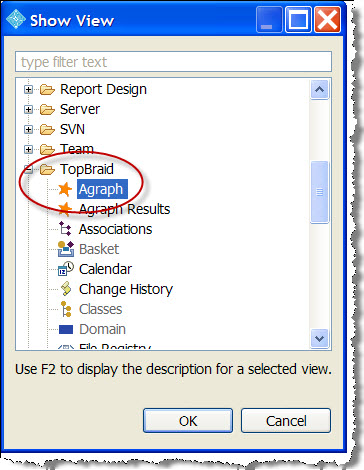 Show View
type filter text
Report Design
Server
SVN
Team
TopBraid
Agraph
Agraph Results
Associations
Basket
Calendar
Change History
Classes
Domain
File Registry
Use F2 to display the description for a selected view.
OK
Cancel